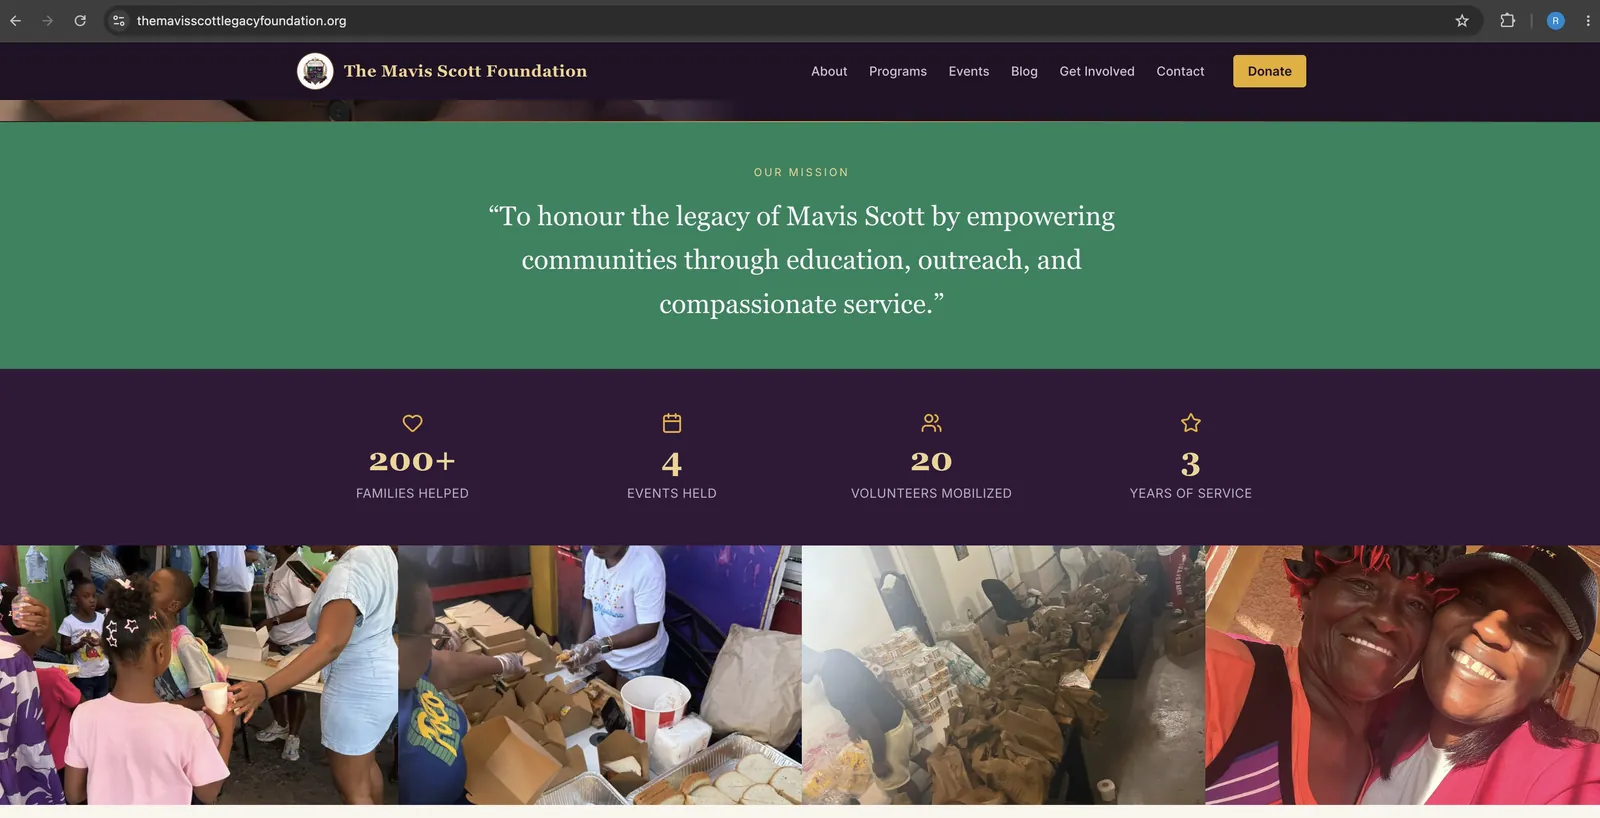 themavisscottlegacyfoundation.org
R
The Mavis Scott Foundation
About Programs Events Blog Get Involved Contact Donate
OUR MISSION
“To honour the legacy of Mavis Scott by empowering
communities through education, outreach, and
compassionate service.”
200+ 4 20 3
FAMILIES HELPED EVENTS HELD VOLUNTEERS MOBILIZED YEARS OF SERVICE